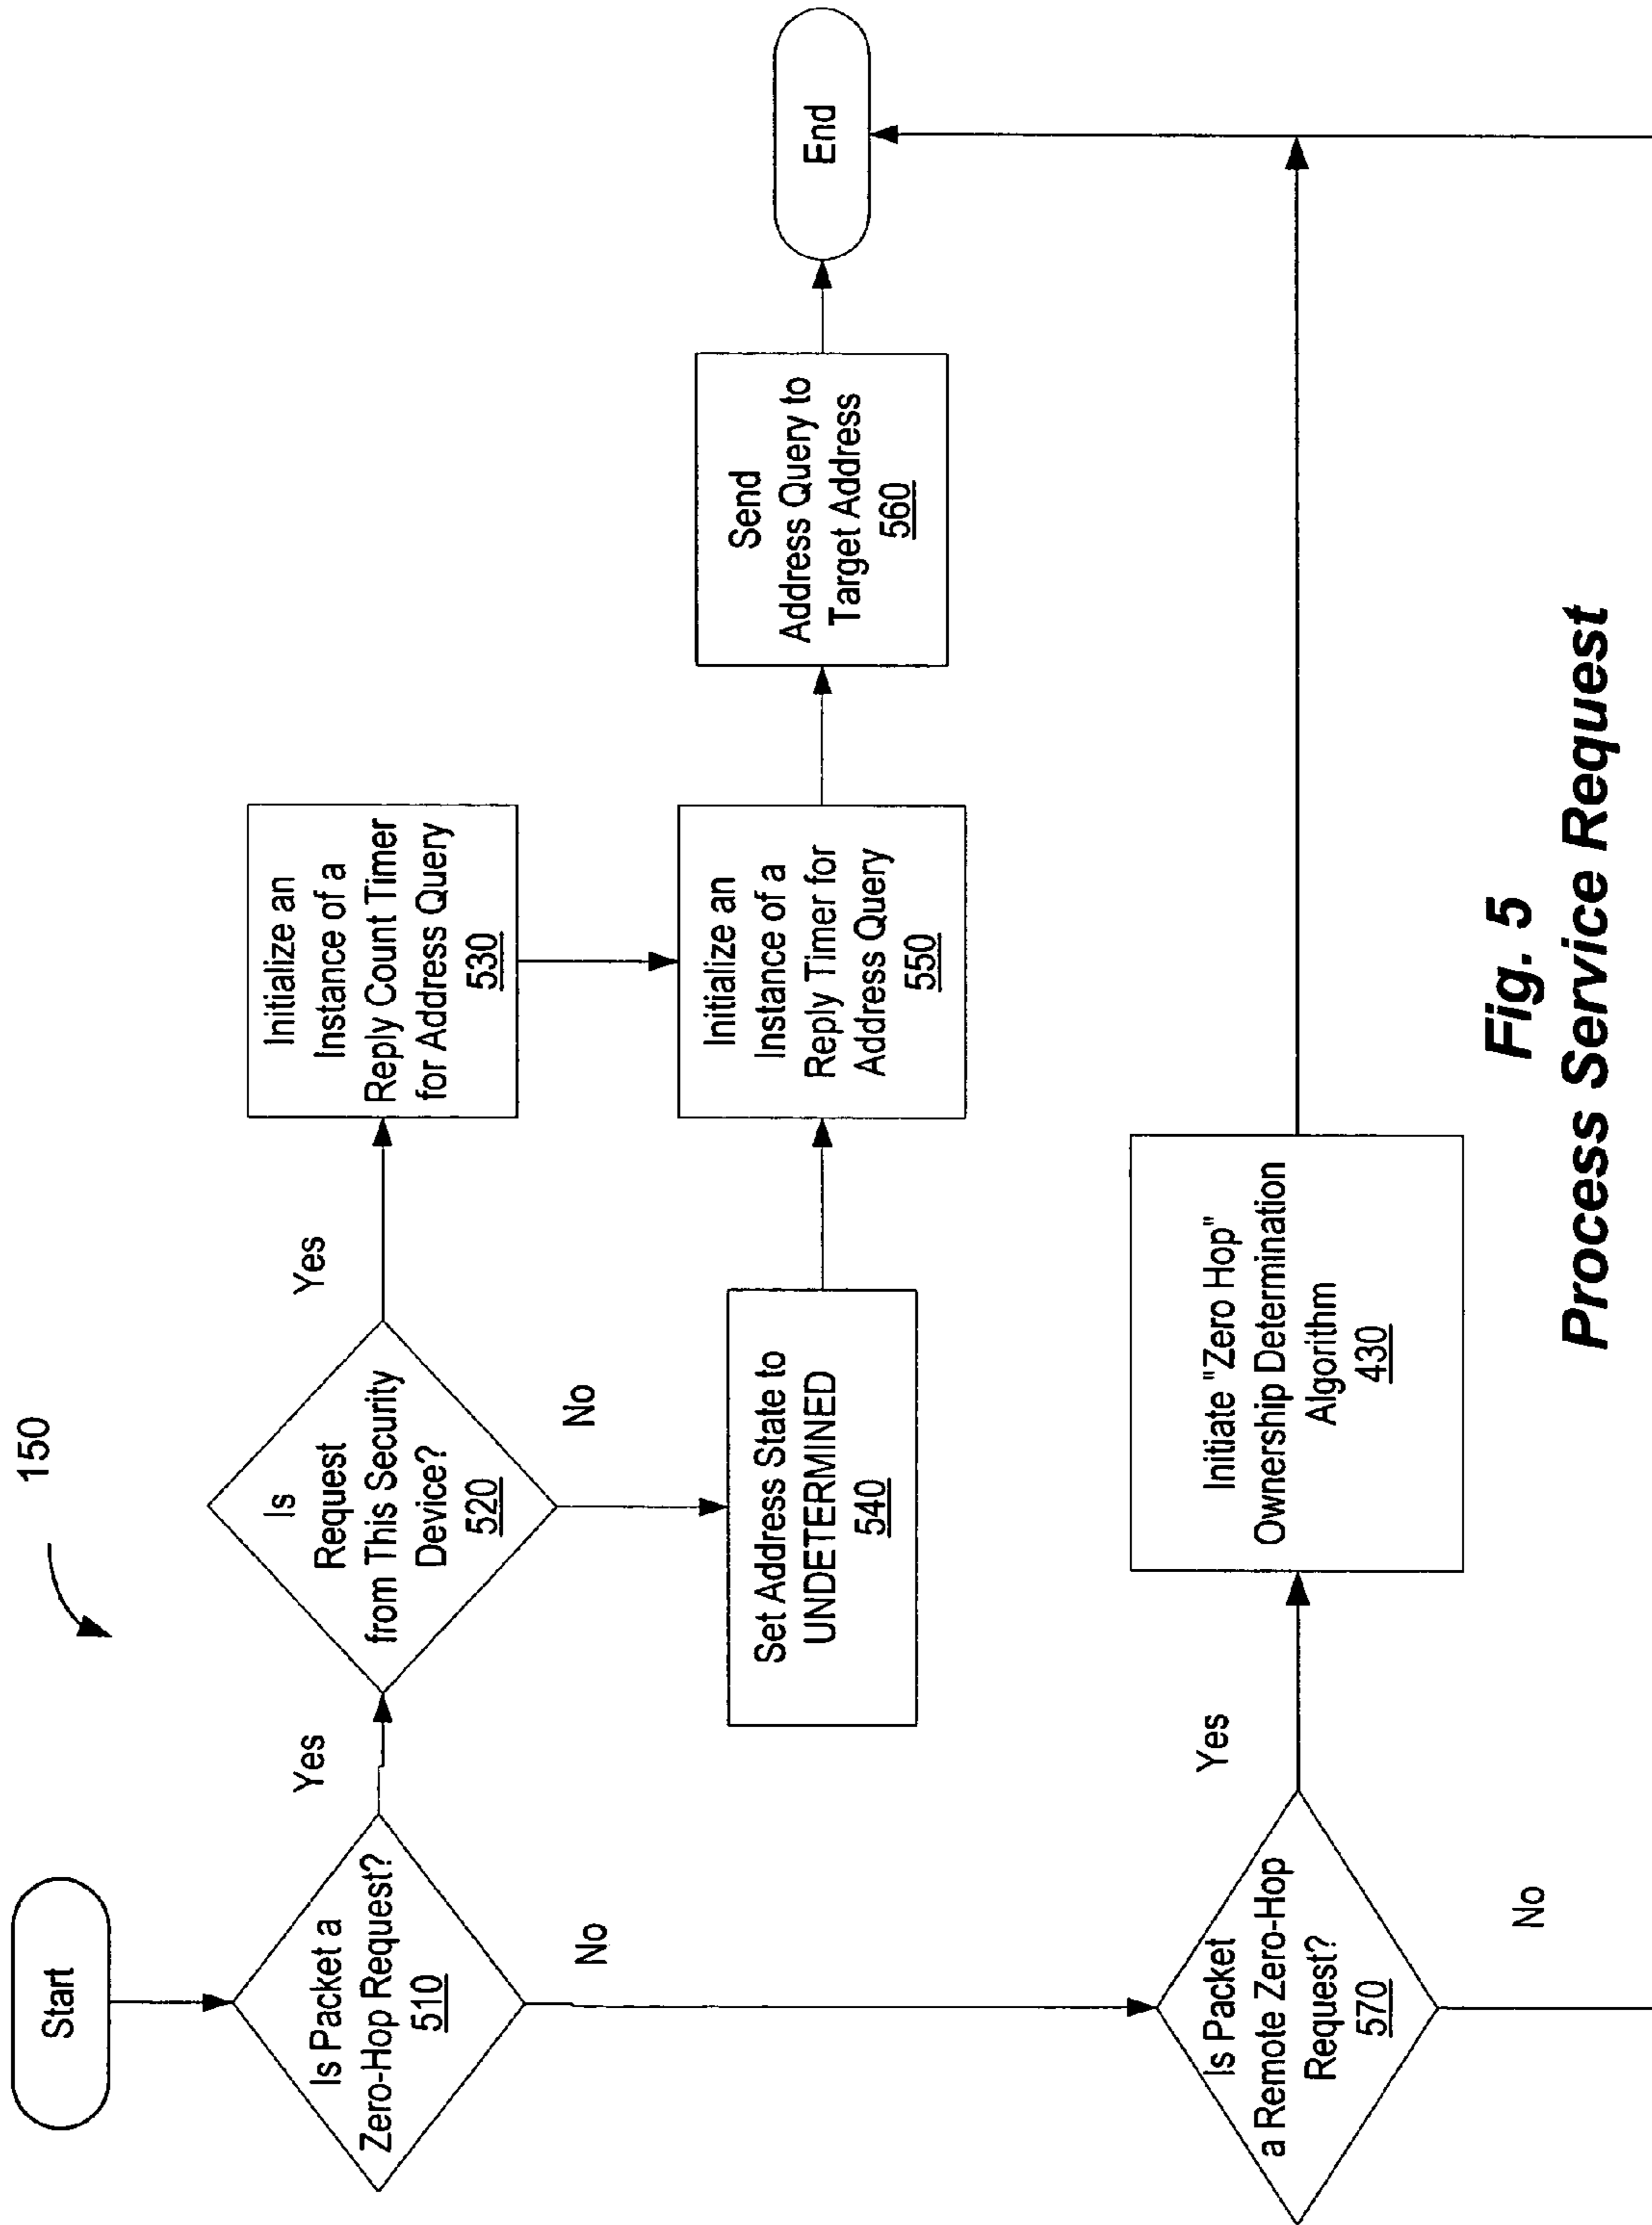 150
Start
Is Packet a
Zero-Hop Request?
510
Yes
No
Is
Request
from This Security
Device?
520
Yes
No
Initialize an
Instance of a
Reply Count Timer
for Address Query
530
Set Address State to
UNDETERMINED
540
Initialize an
Instance of a
Reply Timer for
Address Query
550
Send
Address Query to
Target Address
560
End
Is Packet
a Remote Zero-Hop
Request?
570
Yes
No
Initiate "Zero Hop"
Ownership Determination
Algorithm
430
Fig. 5
Process Service Request